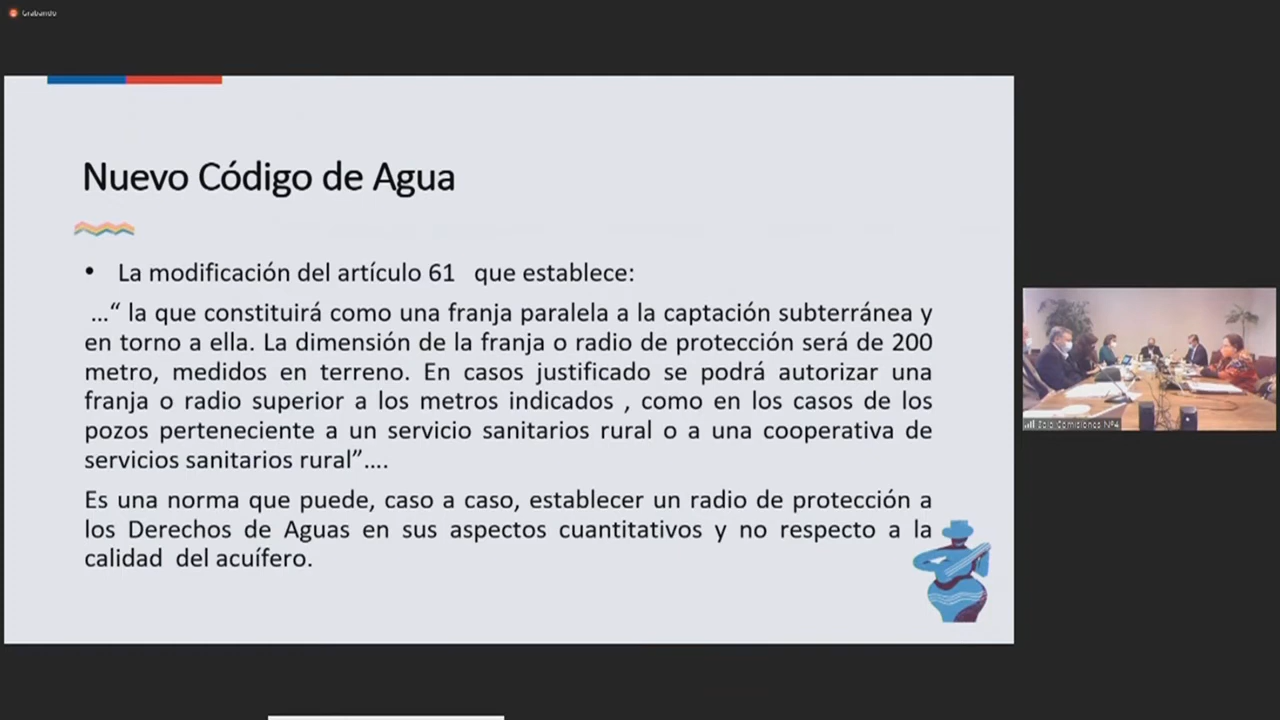 Grabando
Nuevo Código de Agua
• La modificación del artículo 61 que establece:
…“ la que constituirá como una franja paralela a la captación subterránea y
en torno a ella. La dimensión de la franja o radio de protección será de 200
metro, medidos en terreno. En casos justificado se podrá autorizar una
franja o radio superior a los metros indicados , como en los casos de los
pozos perteneciente a un servicio sanitarios rural o a una cooperativa de
servicios sanitarios rural”….
Es una norma que puede, caso a caso, establecer un radio de protección a
los Derechos de Aguas en sus aspectos cuantitativos y no respecto a la
calidad del acuífero.
Sala Comisiones Nº4